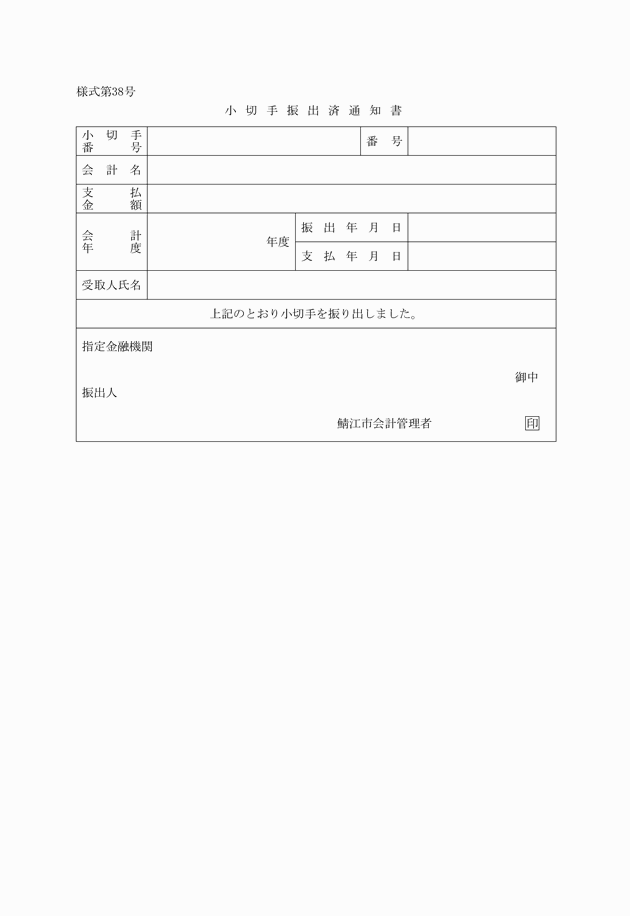 様式第38号
小切手振出済通知書
小切手
番号
番号
会計名
支払
金額
会計
年度
年度
振出年月日
支払年月日
受取人氏名
上記のとおり小切手を振り出しました。
指定金融機関
御中
振出人
鯖江市会計管理者 印